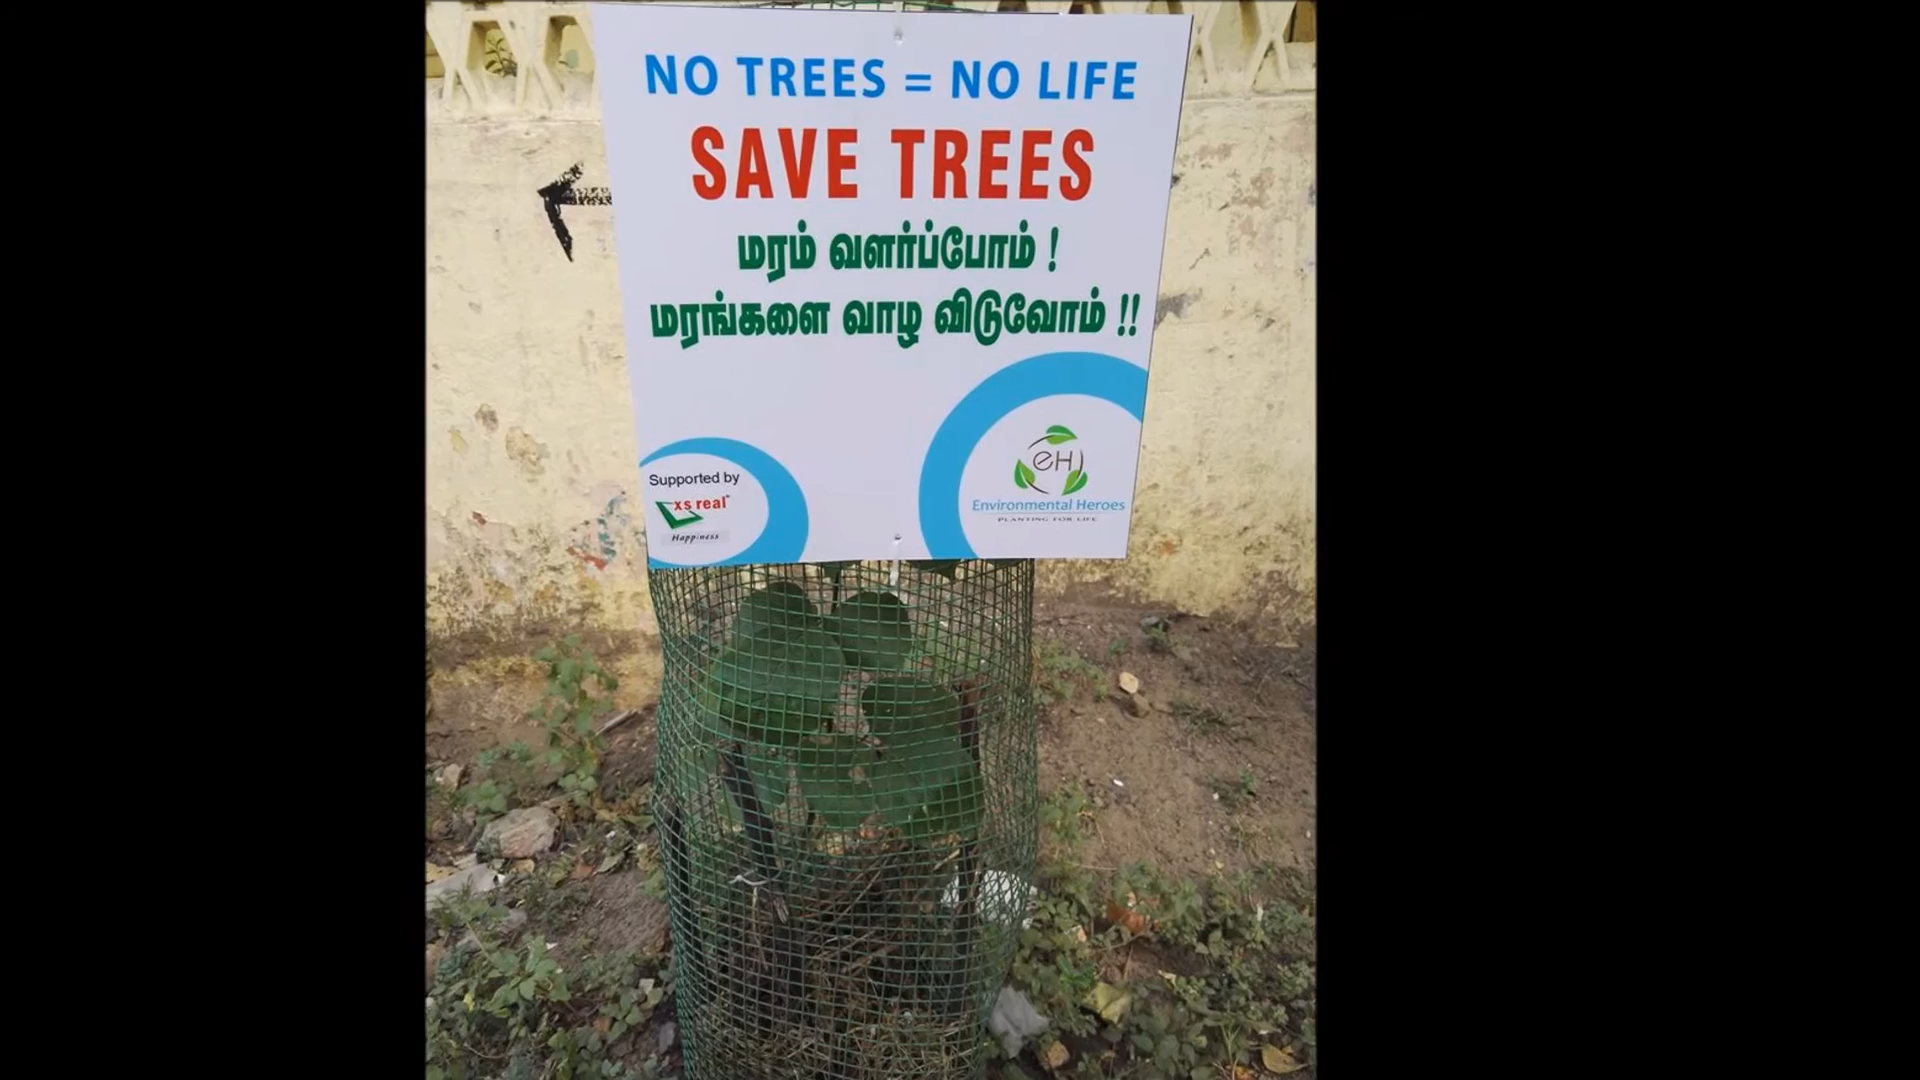 NO TREES = NO LIFE
SAVE TREES
மரம் வளர்ப்போம் !
மரங்களை வாழ விடுவோம் !!
Supported by
xs real
Happiness
eH
Environmental Heroes
PLANTING FOR LIFE